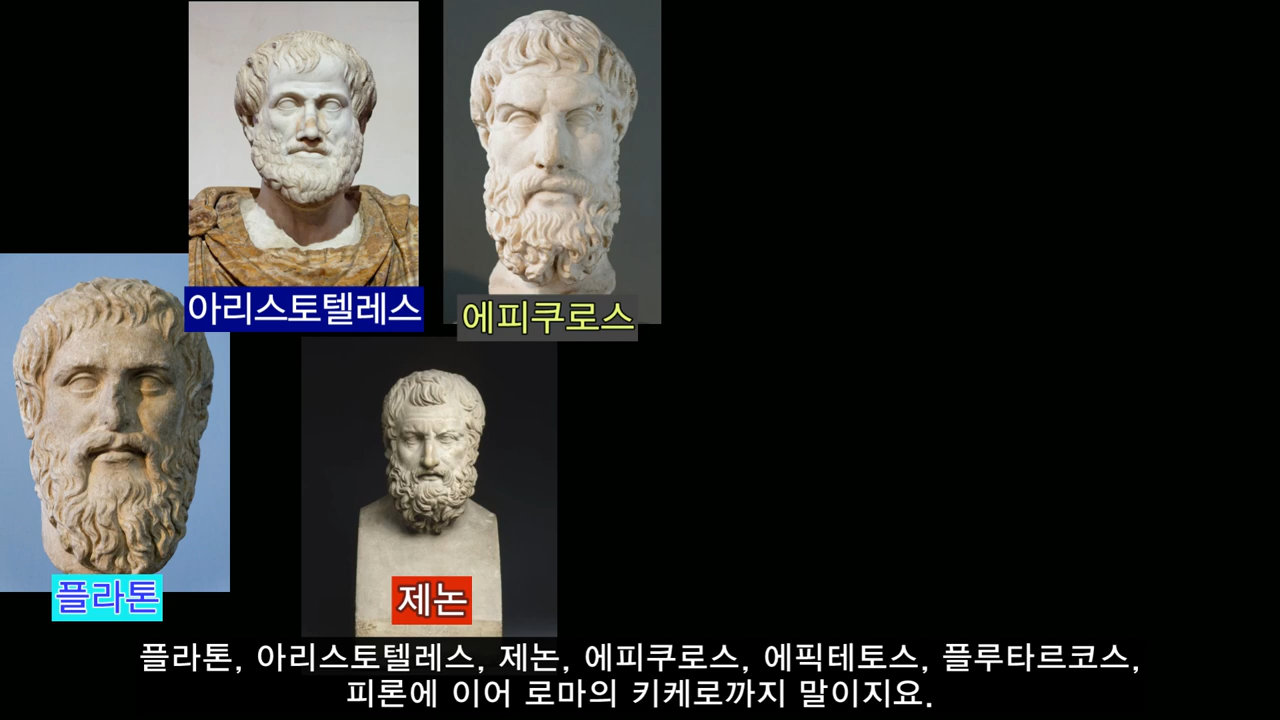 아리스토텔레스
에피쿠로스
플라톤
제논
플라톤, 아리스토텔레스, 제논, 에피쿠로스, 에픽테토스, 플루타르코스,
피론에 이어 로마의 키케로까지 말이지요.